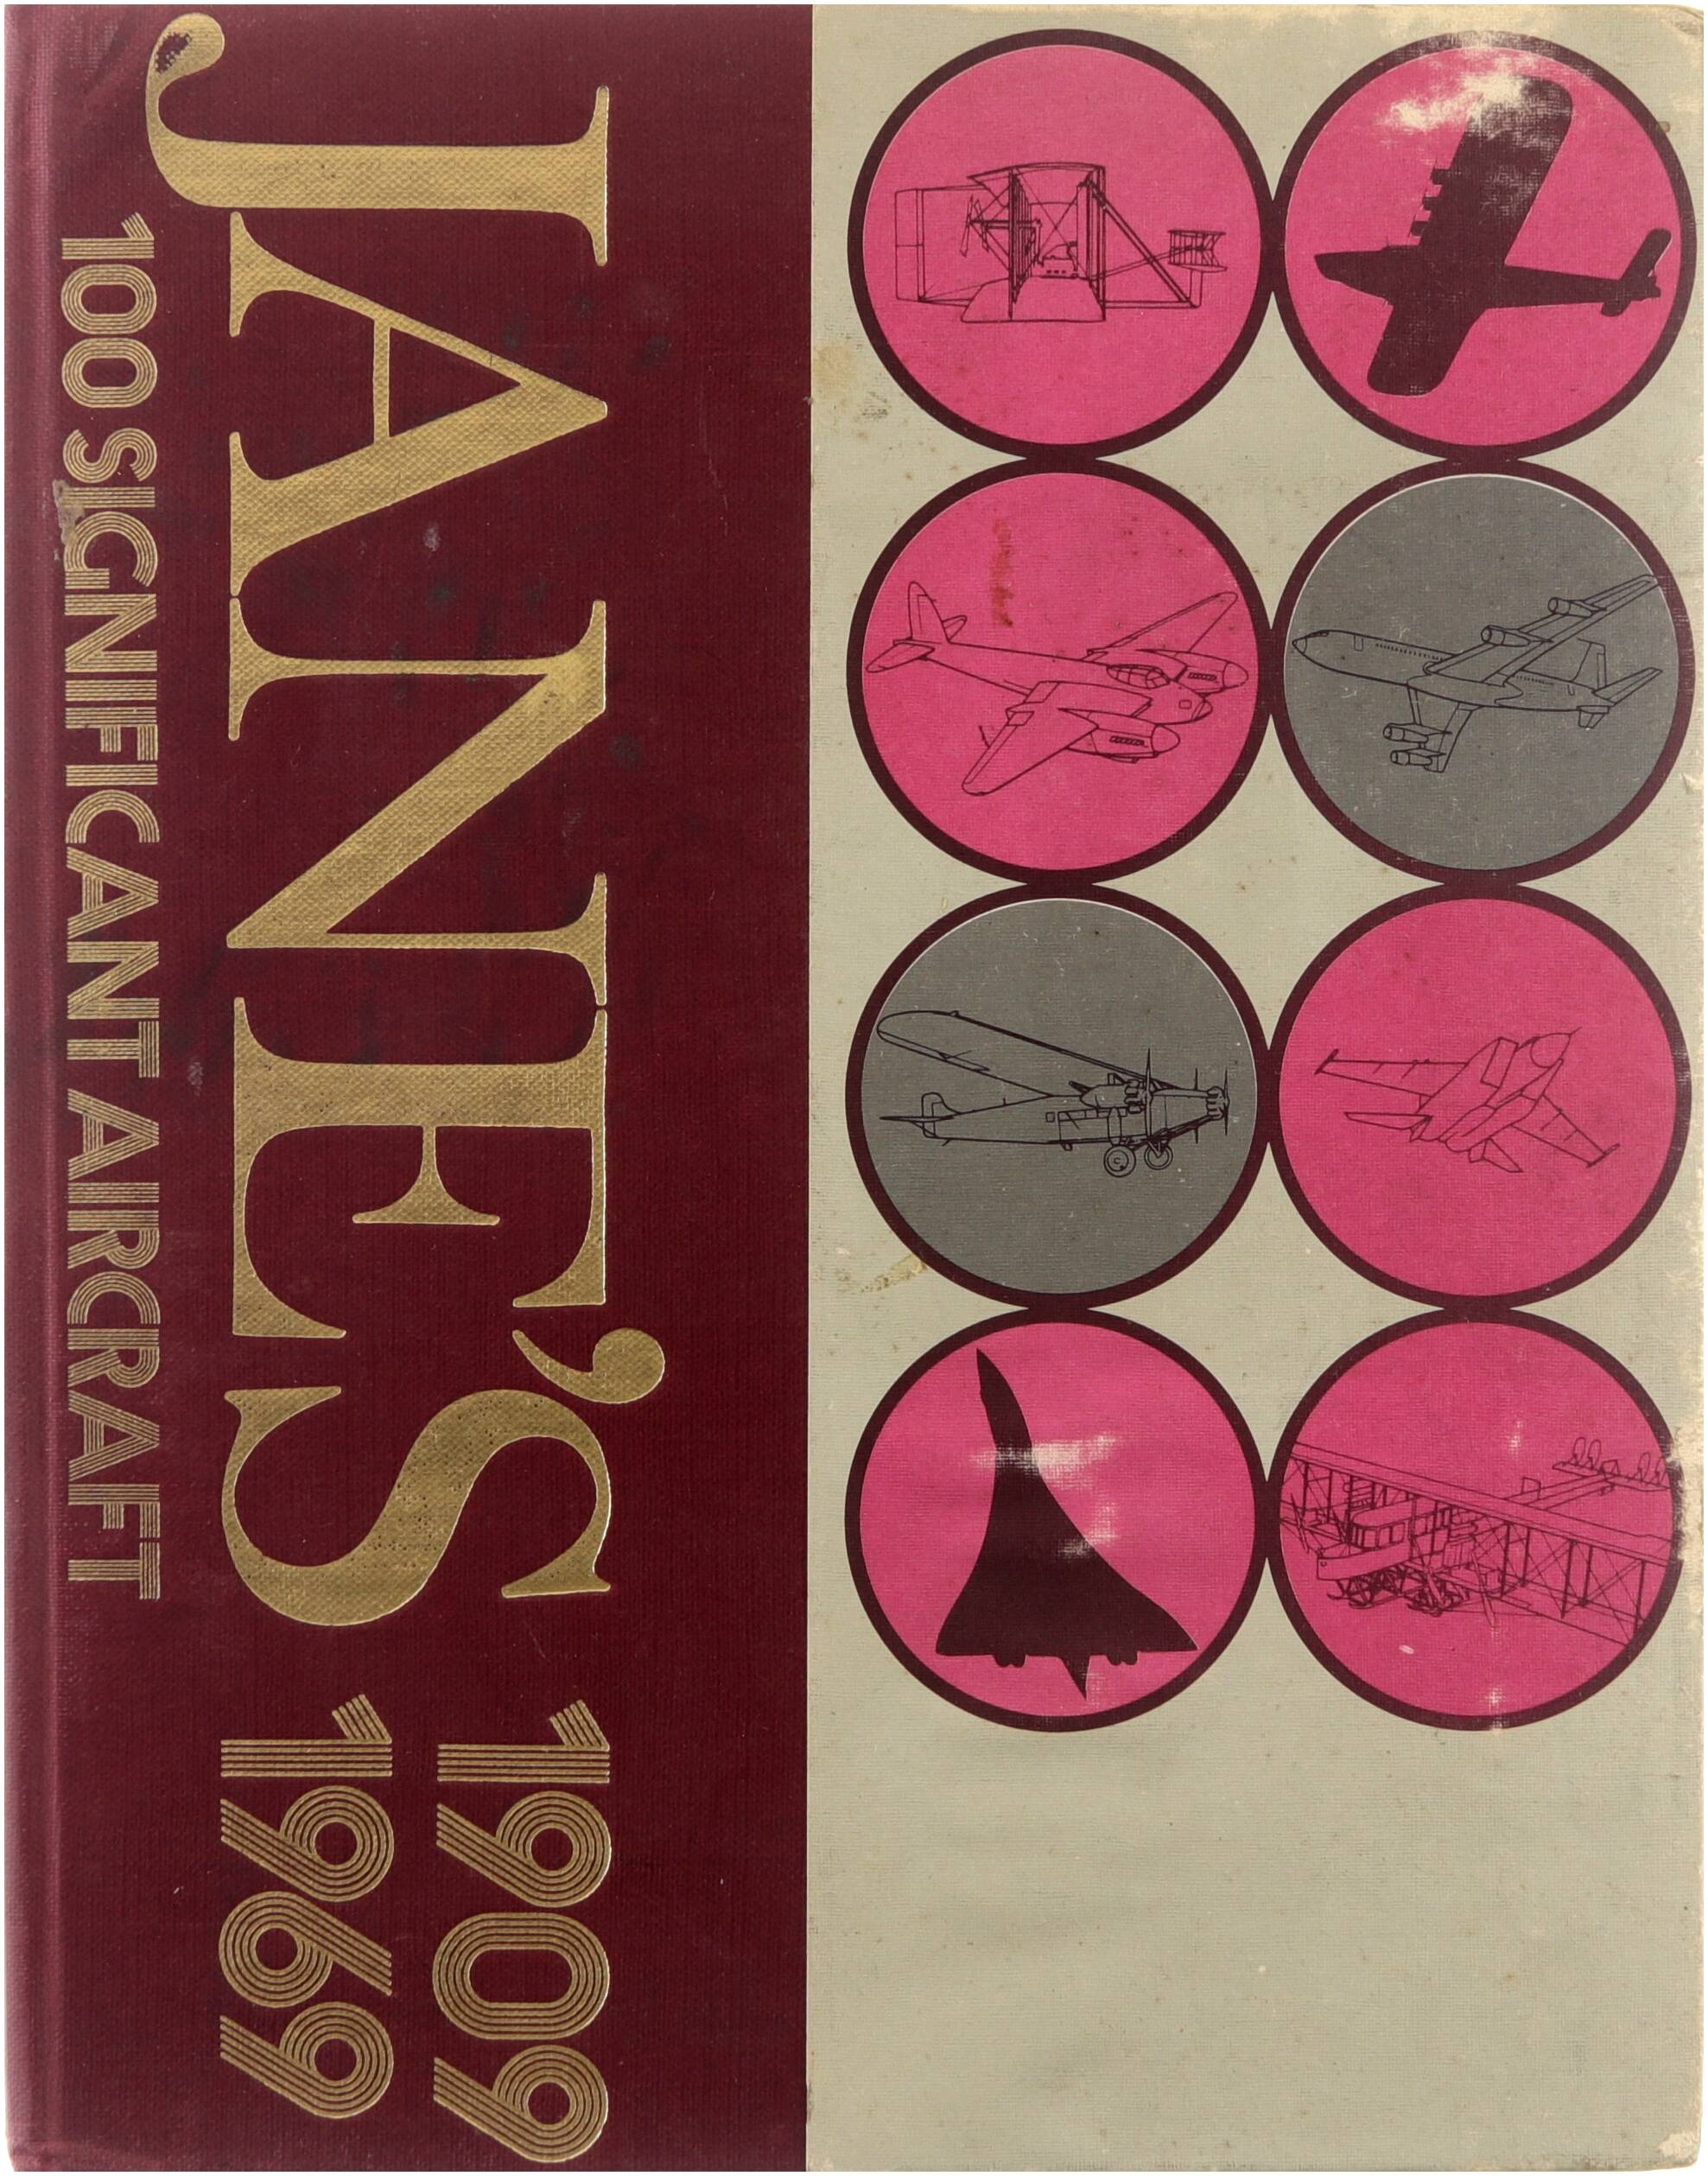 JANE'S 1909
1969
100 SIGNIFICANT AIRCRAFT